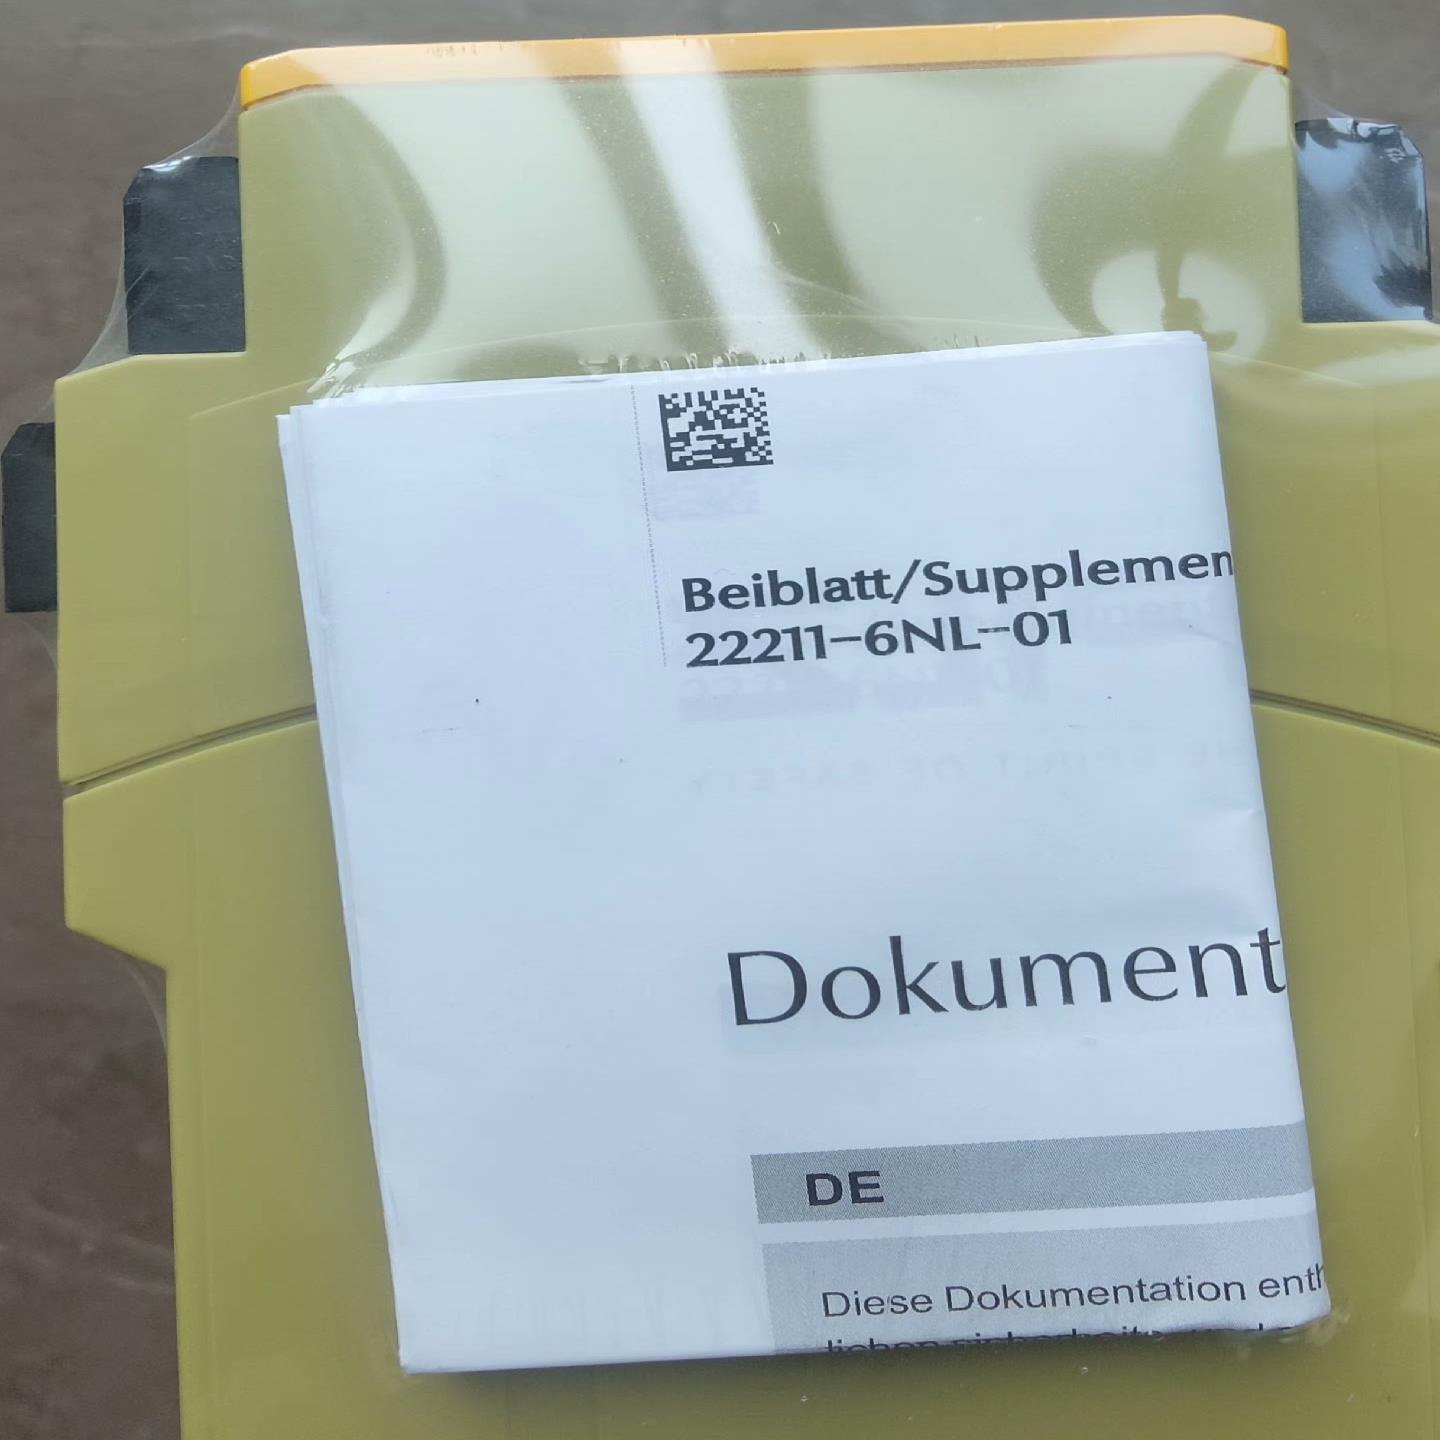 Beiblatt/Supplemen
22211-6NL-01
Dokument
DE
Diese Dokumentation enth